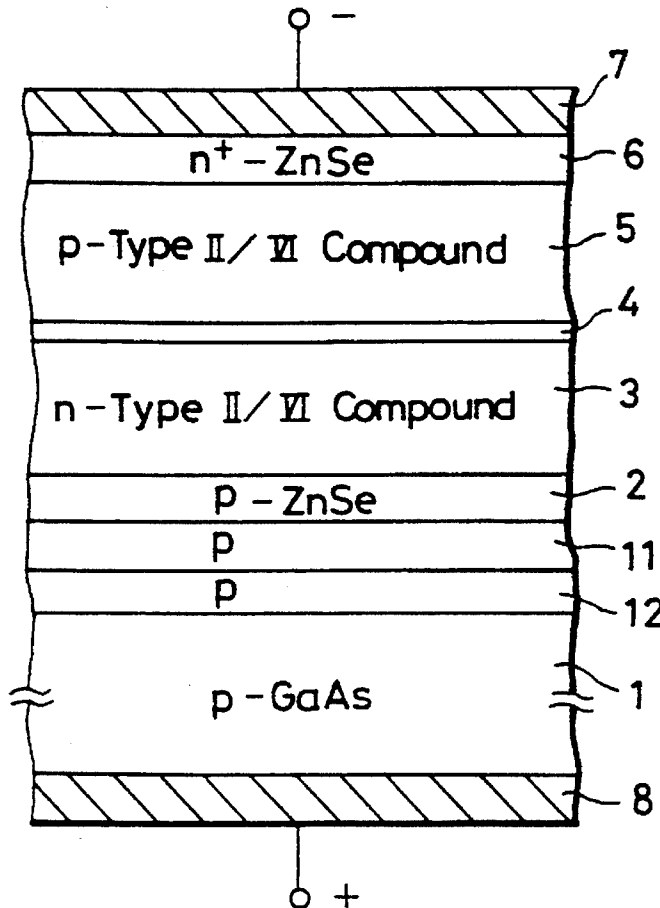 −
7
n⁺-ZnSe
6
p-Type II/VI Compound
5
4
n-Type II/VI Compound
3
p-ZnSe
2
p
11
p
12
p-GaAs
1
8
+